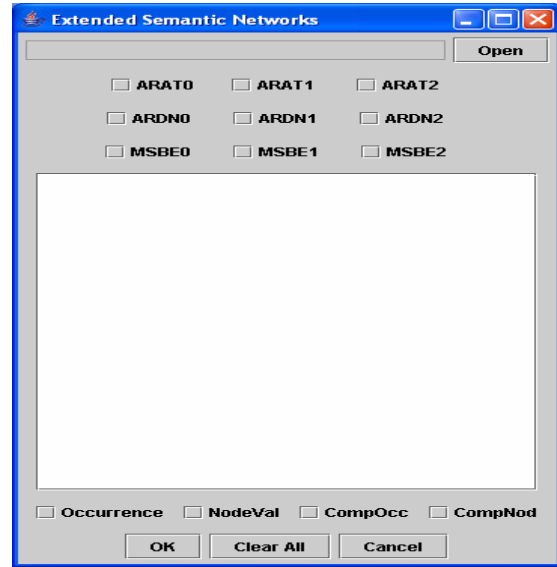 Extended Semantic Networks
Open
ARAT0 ARAT1 ARAT2
ARDN0 ARDN1 ARDN2
MSBE0 MSBE1 MSBE2
Occurrence NodeVal CompOcc CompNod
OK Clear All Cancel